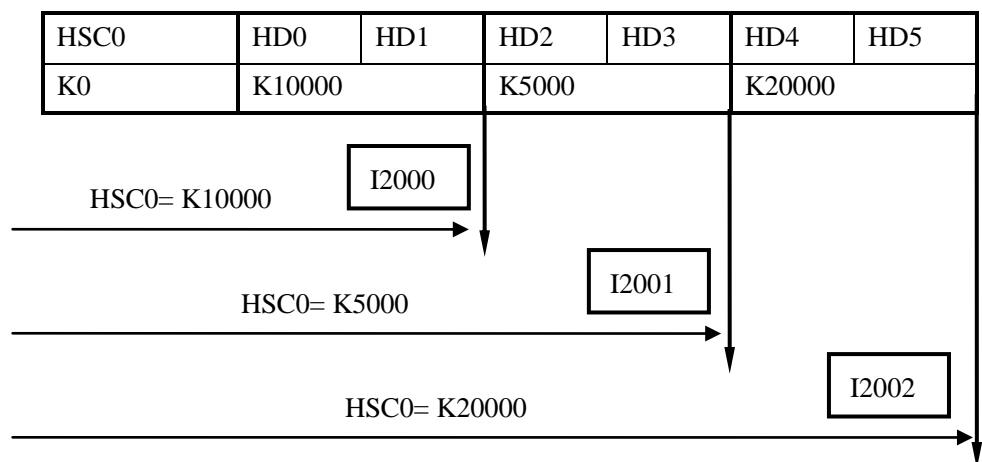 HSC0 HD0 HD1 HD2 HD3 HD4 HD5
K0 K10000 K5000 K20000
I2000
HSC0= K10000
I2001
HSC0= K5000
I2002
HSC0= K20000